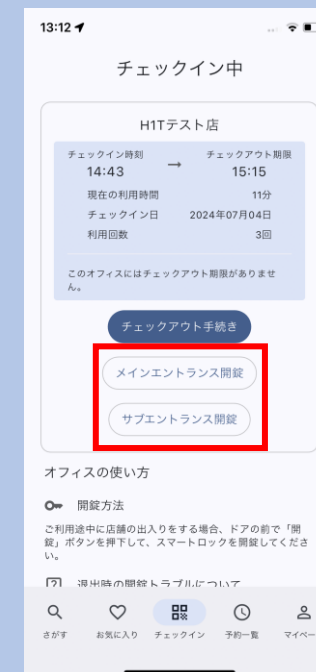 13:12
チェックイン中
H1Tテスト店
チェックイン時刻 → チェックアウト期限
14:43 15:15
現在の利用時間 11分
チェックイン日 2024年07月04日
利用回数 3回
このオフィスにはチェックアウト期限がありませ
ん。
チェックアウト手続き
メインエントランス開錠
サブエントランス開錠
オフィスの使い方
開錠方法
ご利用途中に店舗の出入りをする場合、ドアの前で「開
錠」ボタンを押下して、スマートロックを開錠してくださ
い。
退出時の開錠トラブルについて
さがす お気に入り チェックイン 予約一覧 マイペー